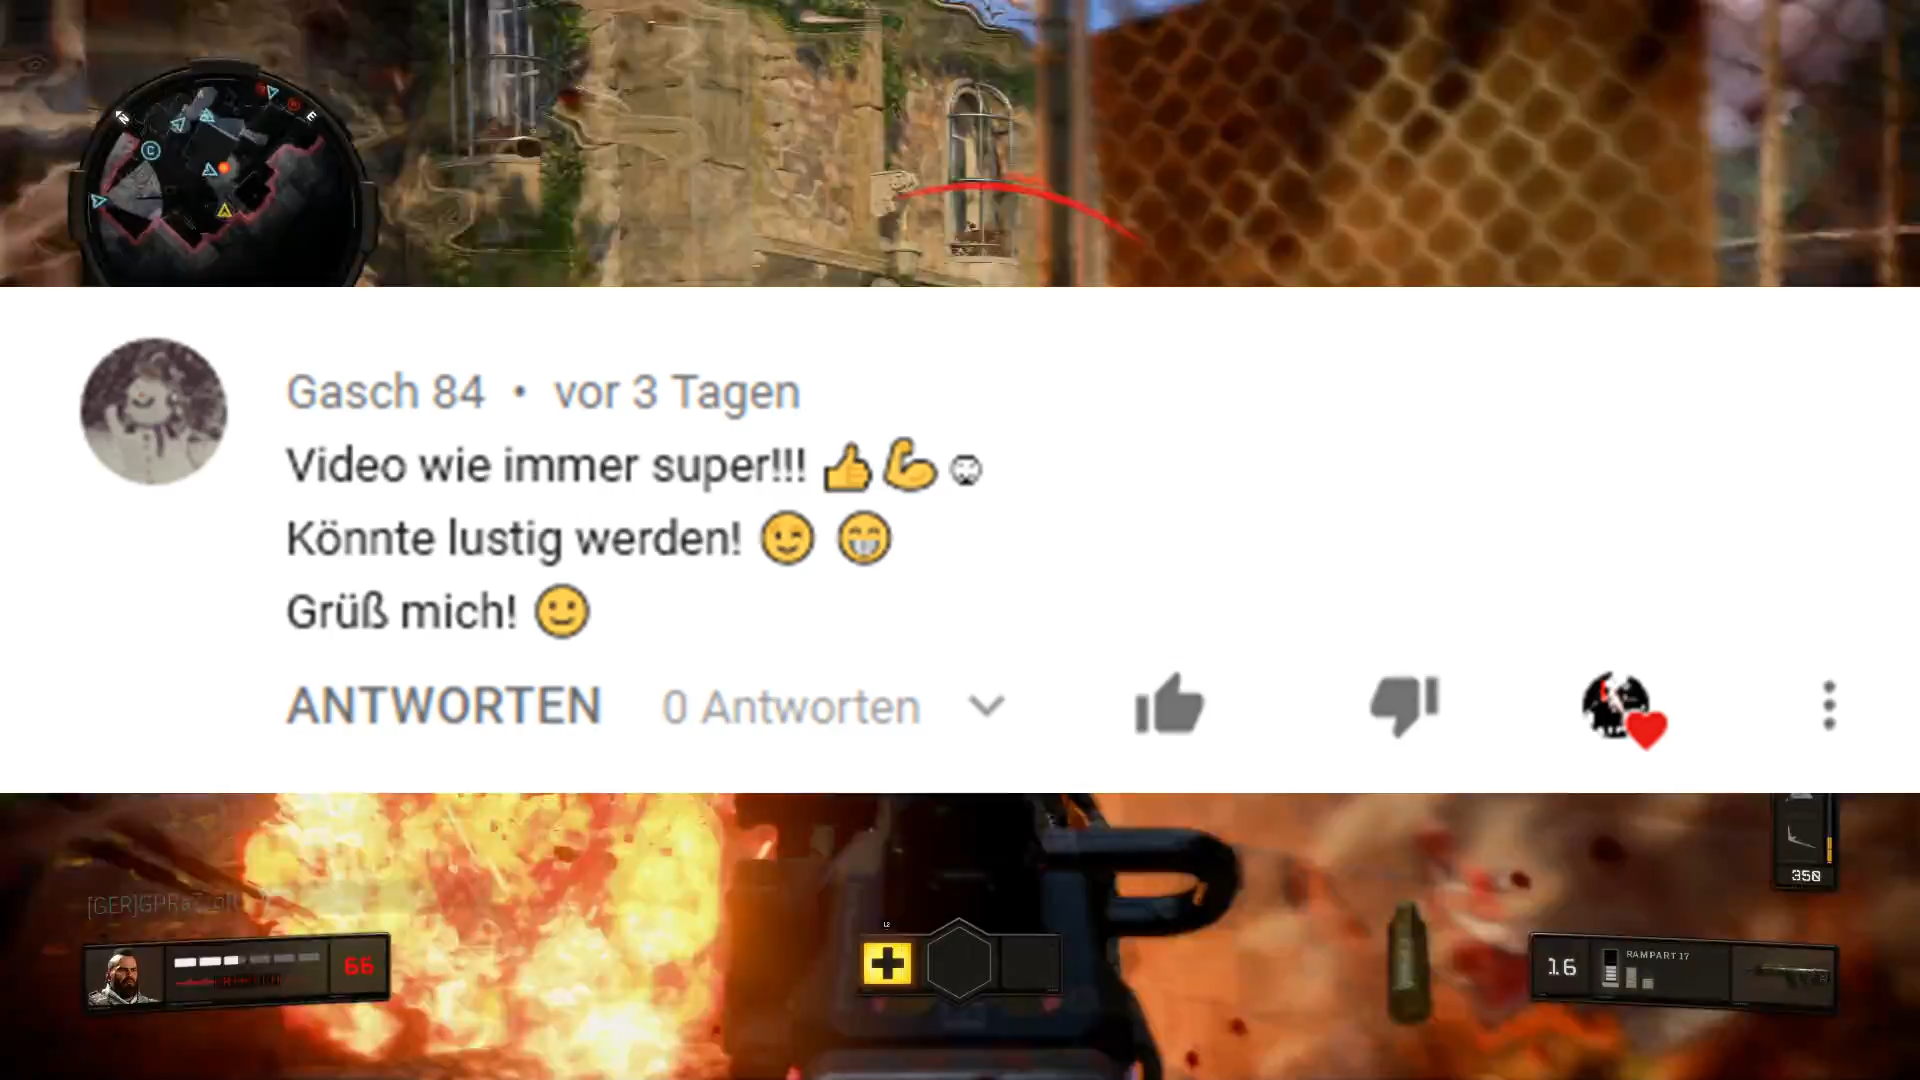 N
E
C
Gasch 84 • vor 3 Tagen
Video wie immer super!!! 👍💪
Könnte lustig werden! 😉 😁
Grüß mich! 🙂
ANTWORTEN 0 Antworten
350
L2
66
16
RAMPART 17